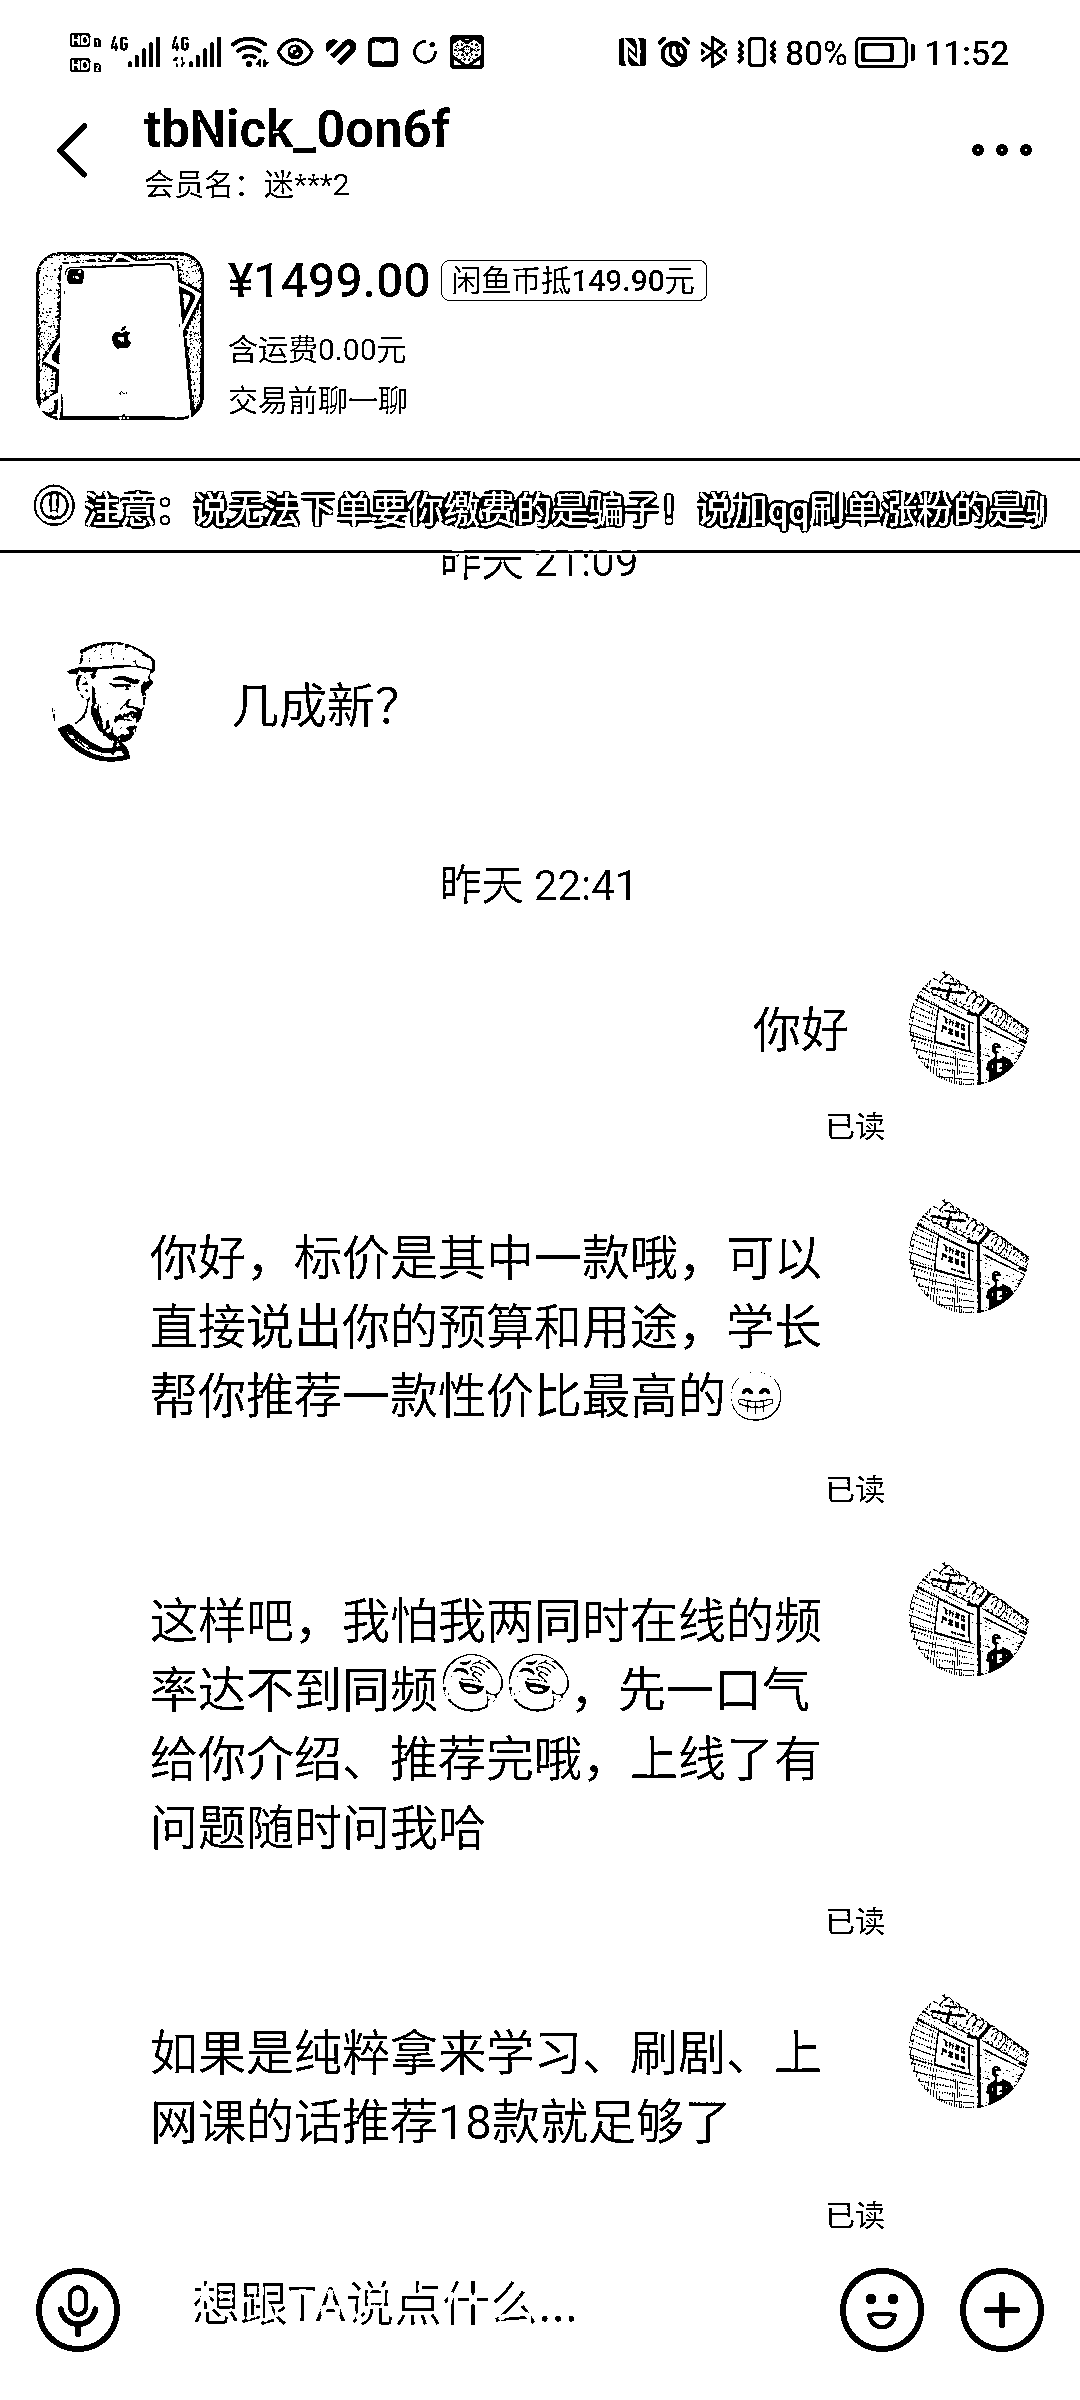 HD 1 4G 4G 80% 11:52
HD 2
tbNick_0on6f
会员名：迷***2
¥1499.00 闲鱼币抵149.90元
含运费0.00元
交易前聊一聊
注意：说无法下单要你缴费的是骗子！说加qq刷单涨粉的是骗
昨天 21:09
几成新？
昨天 22:41
你好
已读
你好，标价是其中一款哦，可以
直接说出你的预算和用途，学长
帮你推荐一款性价比最高的😁
已读
这样吧，我怕我两同时在线的频
率达不到同频🤣🤣，先一口气
给你介绍、推荐完哦，上线了有
问题随时问我哈
已读
如果是纯粹拿来学习、刷剧、上
网课的话推荐18款就足够了
已读
想跟TA说点什么...